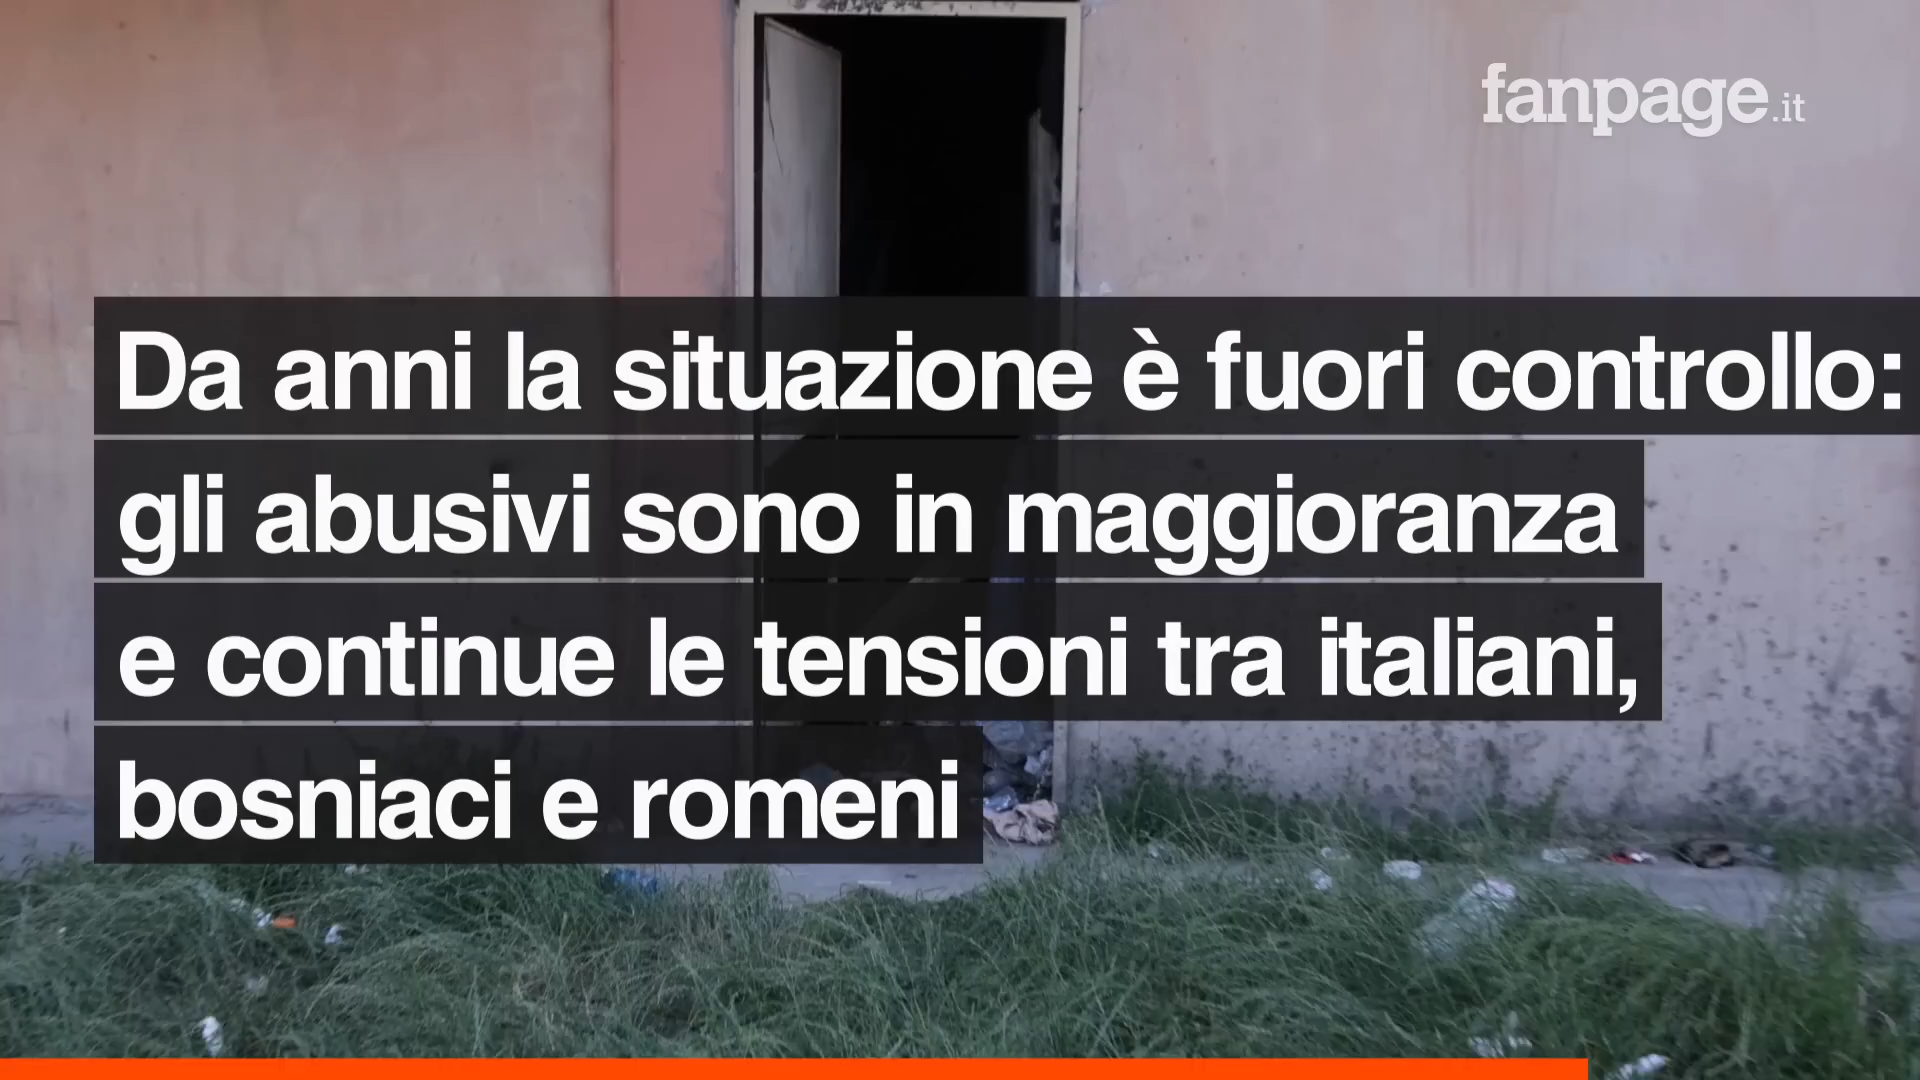 fanpage.it
Da anni la situazione è fuori controllo:
gli abusivi sono in maggioranza
e continue le tensioni tra italiani,
bosniaci e romeni